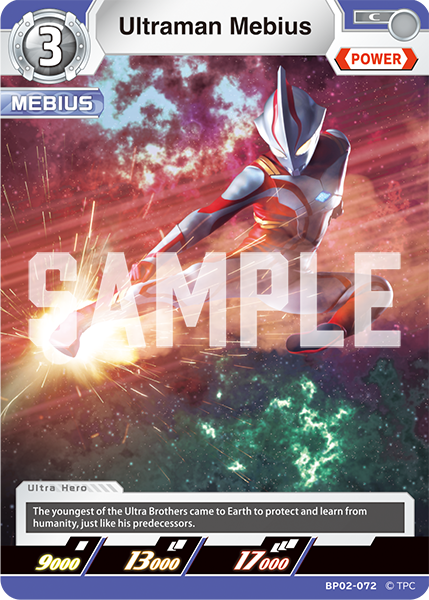 3
Ultraman Mebius
C
POWER
MEBIUS
SAMPLE
Ultra Hero
The youngest of the Ultra Brothers came to Earth to protect and learn from
humanity, just like his predecessors.
9000 13000 17000
BP02-072 © TPC